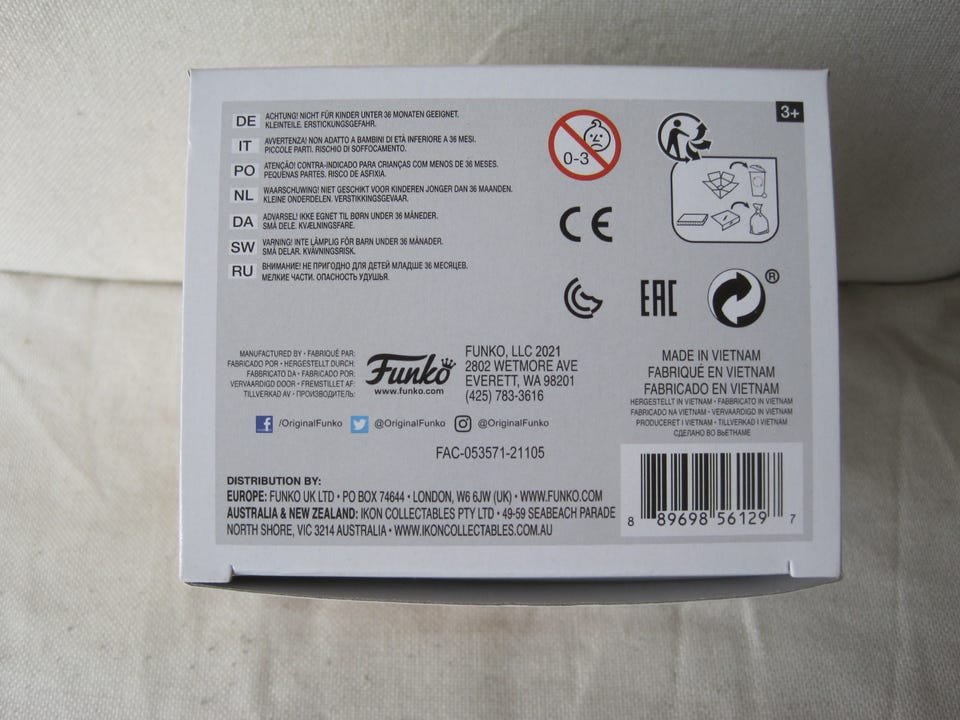 3+
DE ACHTUNG! NICHT FÜR KINDER UNTER 36 MONATEN GEEIGNET.
KLEINTEILE. ERSTICKUNGSGEFAHR.
IT AVVERTENZA! NON ADATTO A BAMBINI DI ETÀ INFERIORE A 36 MESI.
PICCOLE PARTI. RISCHIO DI SOFFOCAMENTO.
PO ATENÇÃO! CONTRA-INDICADO PARA CRIANÇAS COM MENOS DE 36 MESES.
PEQUENAS PARTES. RISCO DE ASFIXIA.
NL WAARSCHUWING! NIET GESCHIKT VOOR KINDEREN JONGER DAN 36 MAANDEN.
KLEINE ONDERDELEN. VERSTIKKINGSGEVAAR.
DA ADVARSEL! IKKE EGNET TIL BØRN UNDER 36 MÅNEDER.
SMÅ DELE. KVÆLNINGSFARE.
SW VARNING! INTE LÄMPLIG FÖR BARN UNDER 36 MÅNADER.
SMÅ DELAR. KVÄVNINGSRISK.
RU ВНИМАНИЕ! НЕ ПРИГОДНО ДЛЯ ДЕТЕЙ МЛАДШЕ 36 МЕСЯЦЕВ.
МЕЛКИЕ ЧАСТИ. ОПАСНОСТЬ УДУШЬЯ.
0-3
CE
EAC
®
MANUFACTURED BY • FABRIQUÉ PAR:
FABRICADO POR • HERGESTELLT DURCH:
FABBRICATO DA • FABRICADO POR:
VERVAARDIGD DOOR • FREMSTILLET AF:
TILLVERKAD AV • ПРОИЗВОДИТЕЛЬ:
Funko
www.funko.com
FUNKO, LLC 2021
2802 WETMORE AVE
EVERETT, WA 98201
(425) 783-3616
/OriginalFunko @OriginalFunko @OriginalFunko
FAC-053571-21105
MADE IN VIETNAM
FABRIQUÉ EN VIETNAM
FABRICADO EN VIETNAM
HERGESTELLT IN VIETNAM • FABBRICATO IN VIETNAM
FABRICADO NA VIETNAM • VERVAARDIGD IN VIETNAM
PRODUCERET I VIETNAM • TILLVERKAD I VIETNAM
СДЕЛАНО ВО ВЬЕТНАМЕ
DISTRIBUTION BY:
EUROPE: FUNKO UK LTD • PO BOX 74644 • LONDON, W6 6JW (UK) • WWW.FUNKO.COM
AUSTRALIA & NEW ZEALAND: IKON COLLECTABLES PTY LTD • 49-59 SEABEACH PARADE
NORTH SHORE, VIC 3214 AUSTRALIA • WWW.IKONCOLLECTABLES.COM.AU
8 89698 56129 7